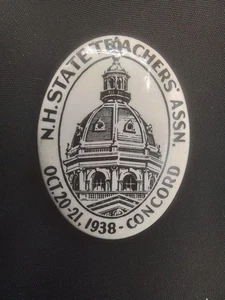 N.H. STATE TEACHERS' ASSN.
OCT. 20-21, 1938 - CONCORD